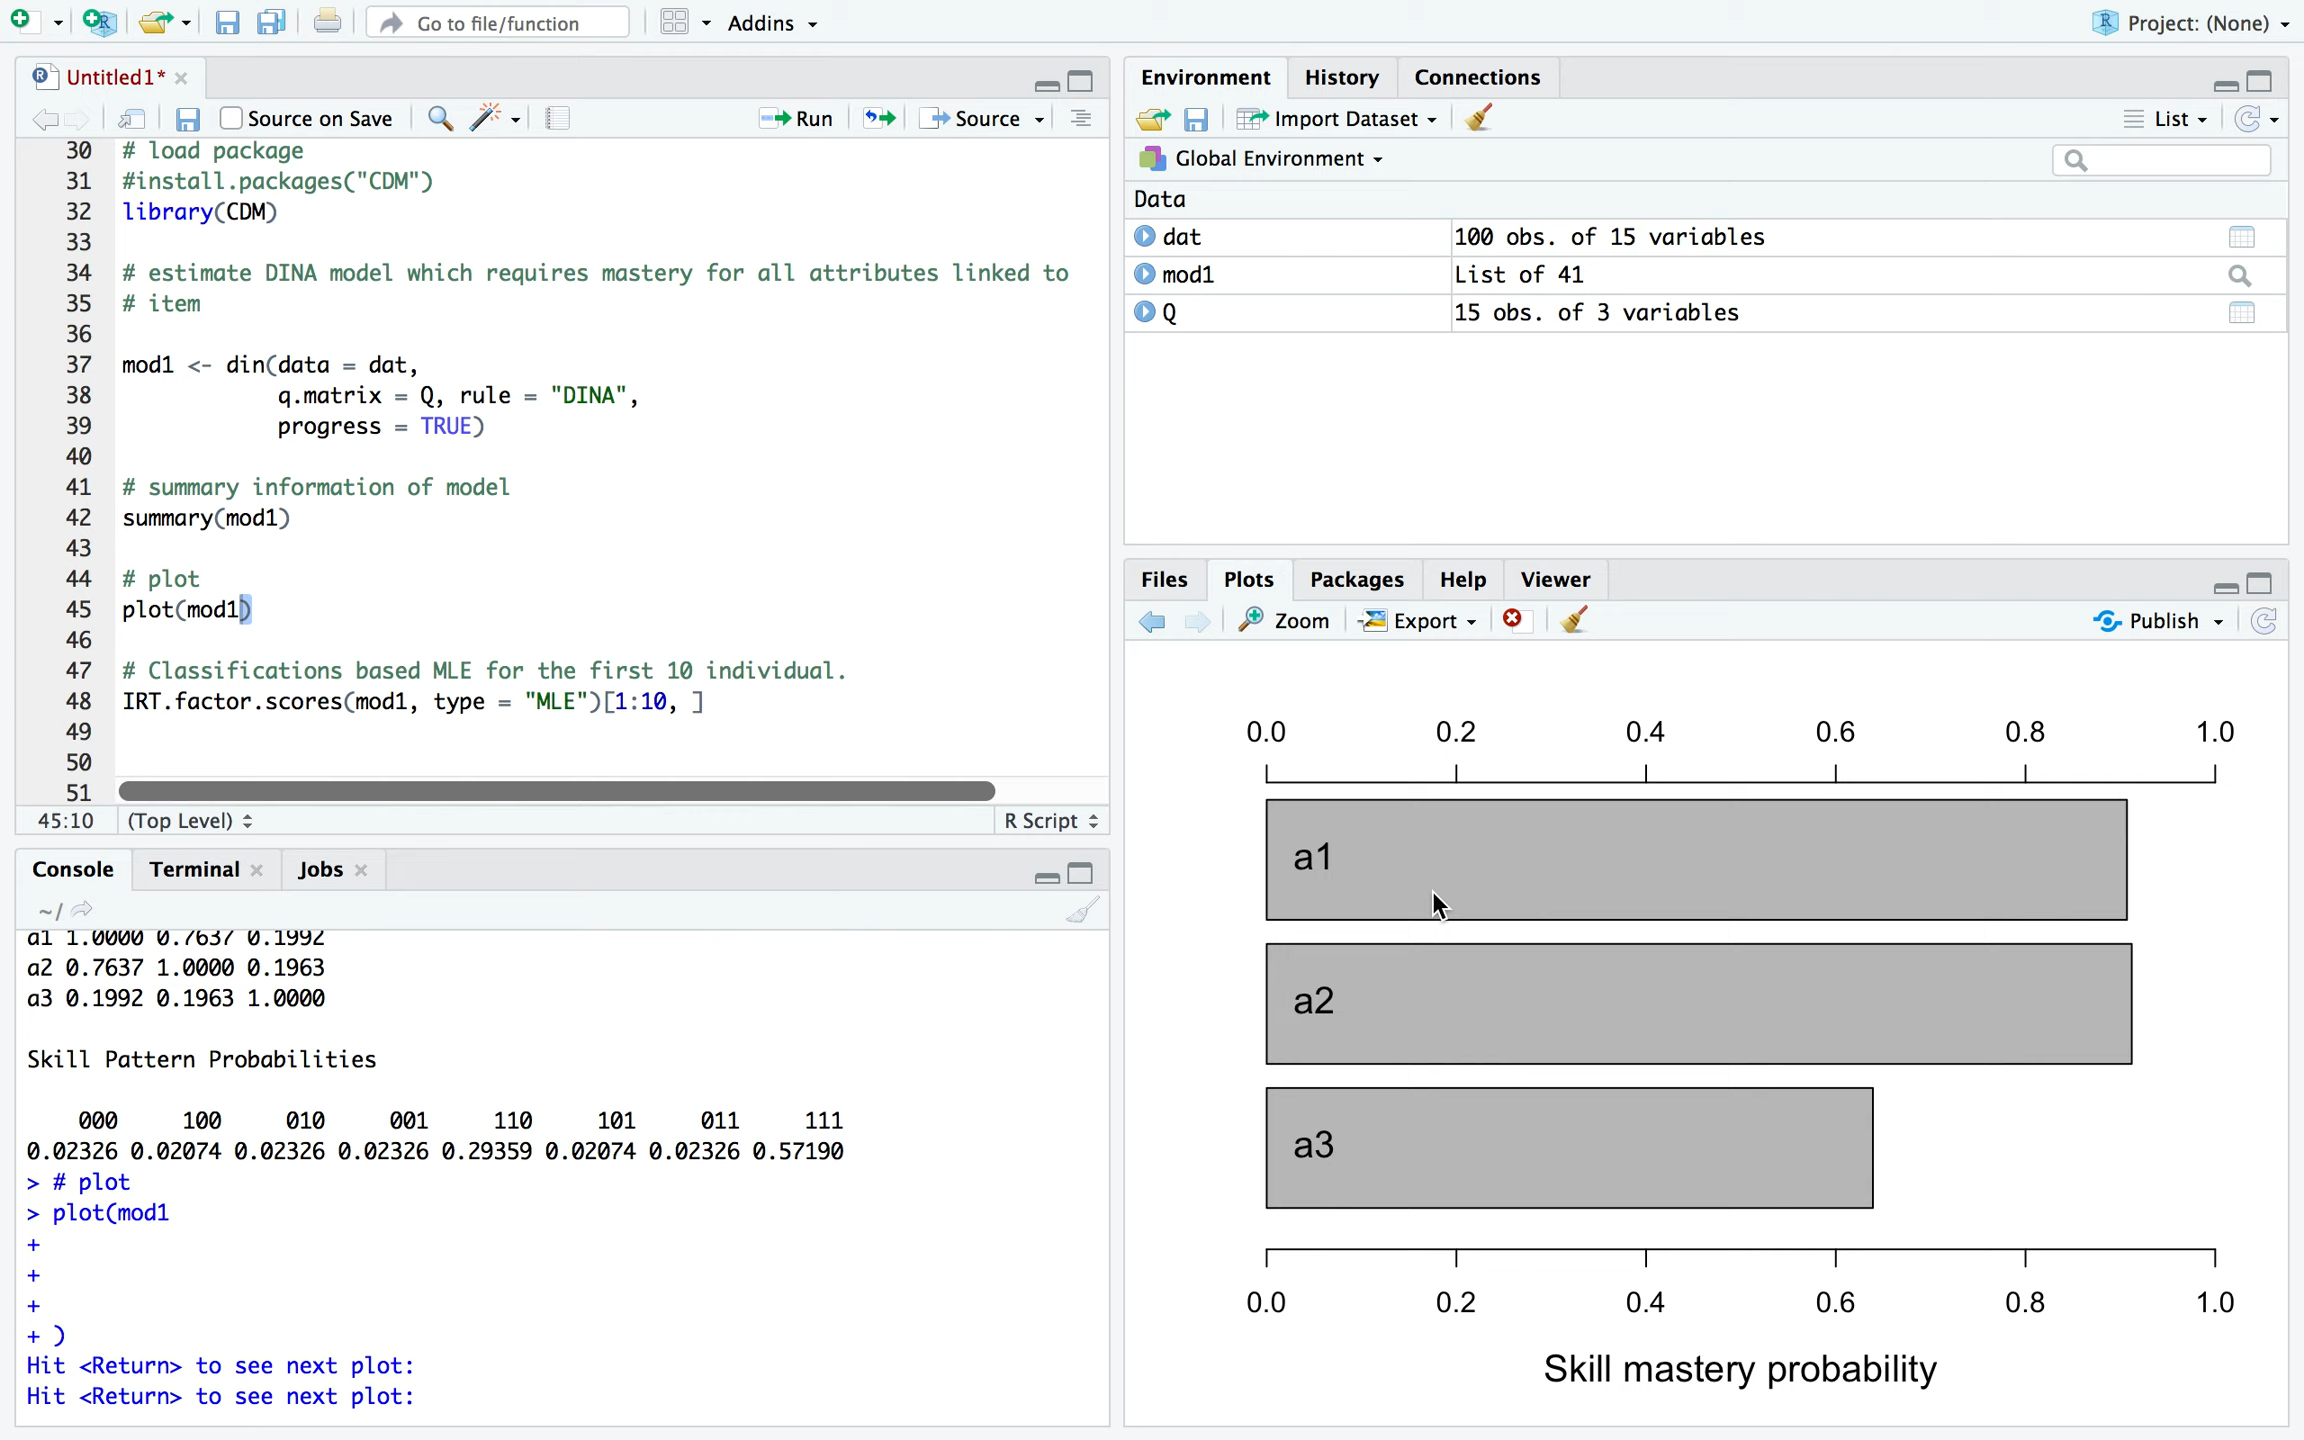 Go to file/function
Addins
Project: (None)
Untitled1*
Source on Save
Run
Source
30 # load package
31 #install.packages("CDM")
32 library(CDM)
33
34 # estimate DINA model which requires mastery for all attributes linked to
35 # item
36
37 mod1 <- din(data = dat,
38 q.matrix = Q, rule = "DINA",
39 progress = TRUE)
40
41 # summary information of model
42 summary(mod1)
43
44 # plot
45 plot(mod1)
46
47 # Classifications based MLE for the first 10 individual.
48 IRT.factor.scores(mod1, type = "MLE")[1:10, ]
49
50
51
45:10 (Top Level) R Script
Console Terminal Jobs
~/
a1 1.0000 0.7637 0.1992
a2 0.7637 1.0000 0.1963
a3 0.1992 0.1963 1.0000
Skill Pattern Probabilities
000 100 010 001 110 101 011 111
0.02326 0.02074 0.02326 0.02326 0.29359 0.02074 0.02326 0.57190
> # plot
> plot(mod1
+
+
+
+ )
Hit <Return> to see next plot:
Hit <Return> to see next plot:
Environment History Connections
Import Dataset List
Global Environment
Data
dat 100 obs. of 15 variables
mod1 List of 41
Q 15 obs. of 3 variables
Files Plots Packages Help Viewer
Zoom Export Publish
0.0 0.2 0.4 0.6 0.8 1.0
a1
a2
a3
0.0 0.2 0.4 0.6 0.8 1.0
Skill mastery probability